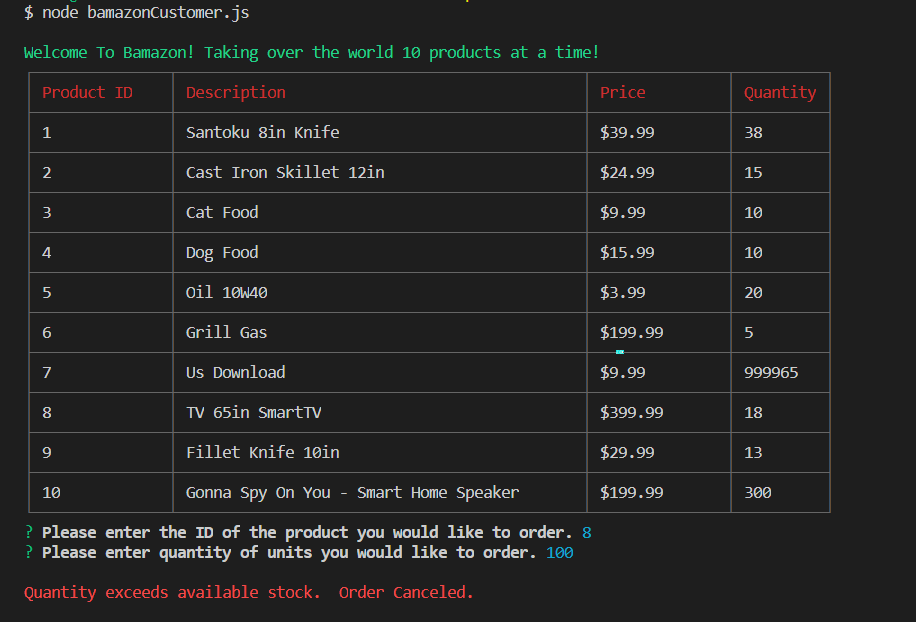 $ node bamazonCustomer.js
Welcome To Bamazon! Taking over the world 10 products at a time!
Product ID Description Price Quantity
1 Santoku 8in Knife $39.99 38
2 Cast Iron Skillet 12in $24.99 15
3 Cat Food $9.99 10
4 Dog Food $15.99 10
5 Oil 10W40 $3.99 20
6 Grill Gas $199.99 5
7 Us Download $9.99 999965
8 TV 65in SmartTV $399.99 18
9 Fillet Knife 10in $29.99 13
10 Gonna Spy On You - Smart Home Speaker $199.99 300
? Please enter the ID of the product you would like to order. 8
? Please enter quantity of units you would like to order. 100
Quantity exceeds available stock.  Order Canceled.